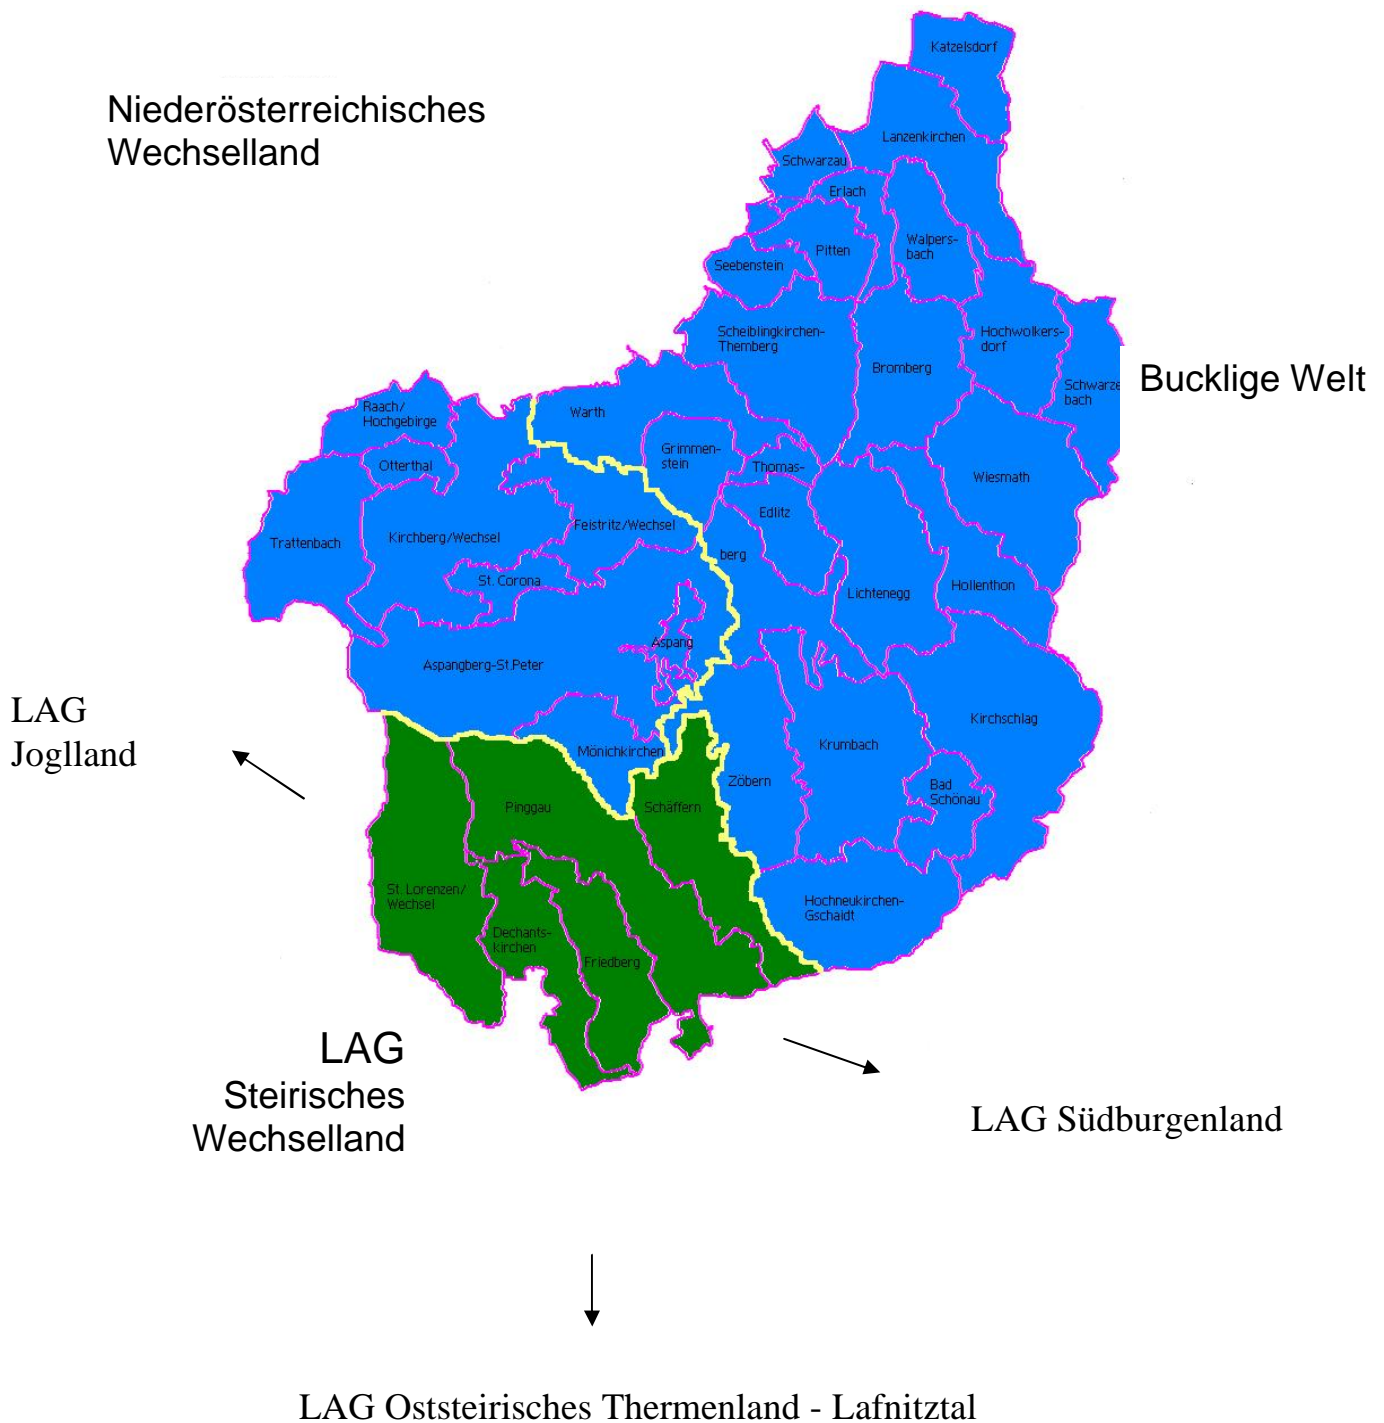 Katzelsdorf
Niederösterreichisches
Wechselland
Lanzenkirchen
Schwarzau
Erlach
Walpers-
bach
Pitten
Seebenstein
Scheiblingkirchen-
Themberg
Hochwolkers-
dorf
Bromberg
Bucklige Welt
Schwarze
bach
Raach/
Hochgebirge
Warth
Grimmen-
stein
Otterthal
Thomas-
Wiesmath
Edlitz
Feistritz/Wechsel
Kirchberg/Wechsel
Trattenbach
berg
St. Corona
Lichtenegg
Hollenthon
Aspang
Aspangberg-St.Peter
LAG
Joglland
Kirchschlag
Krumbach
Mönichkirchen
Zöbern
Bad
Schönau
Pinggau
Schäffern
St. Lorenzen/
Wechsel
Hochneukirchen-
Gschaidt
Dechants-
kirchen
Friedberg
LAG
Steirisches
Wechselland
LAG Südburgenland
LAG Oststeirisches Thermenland - Lafnitztal